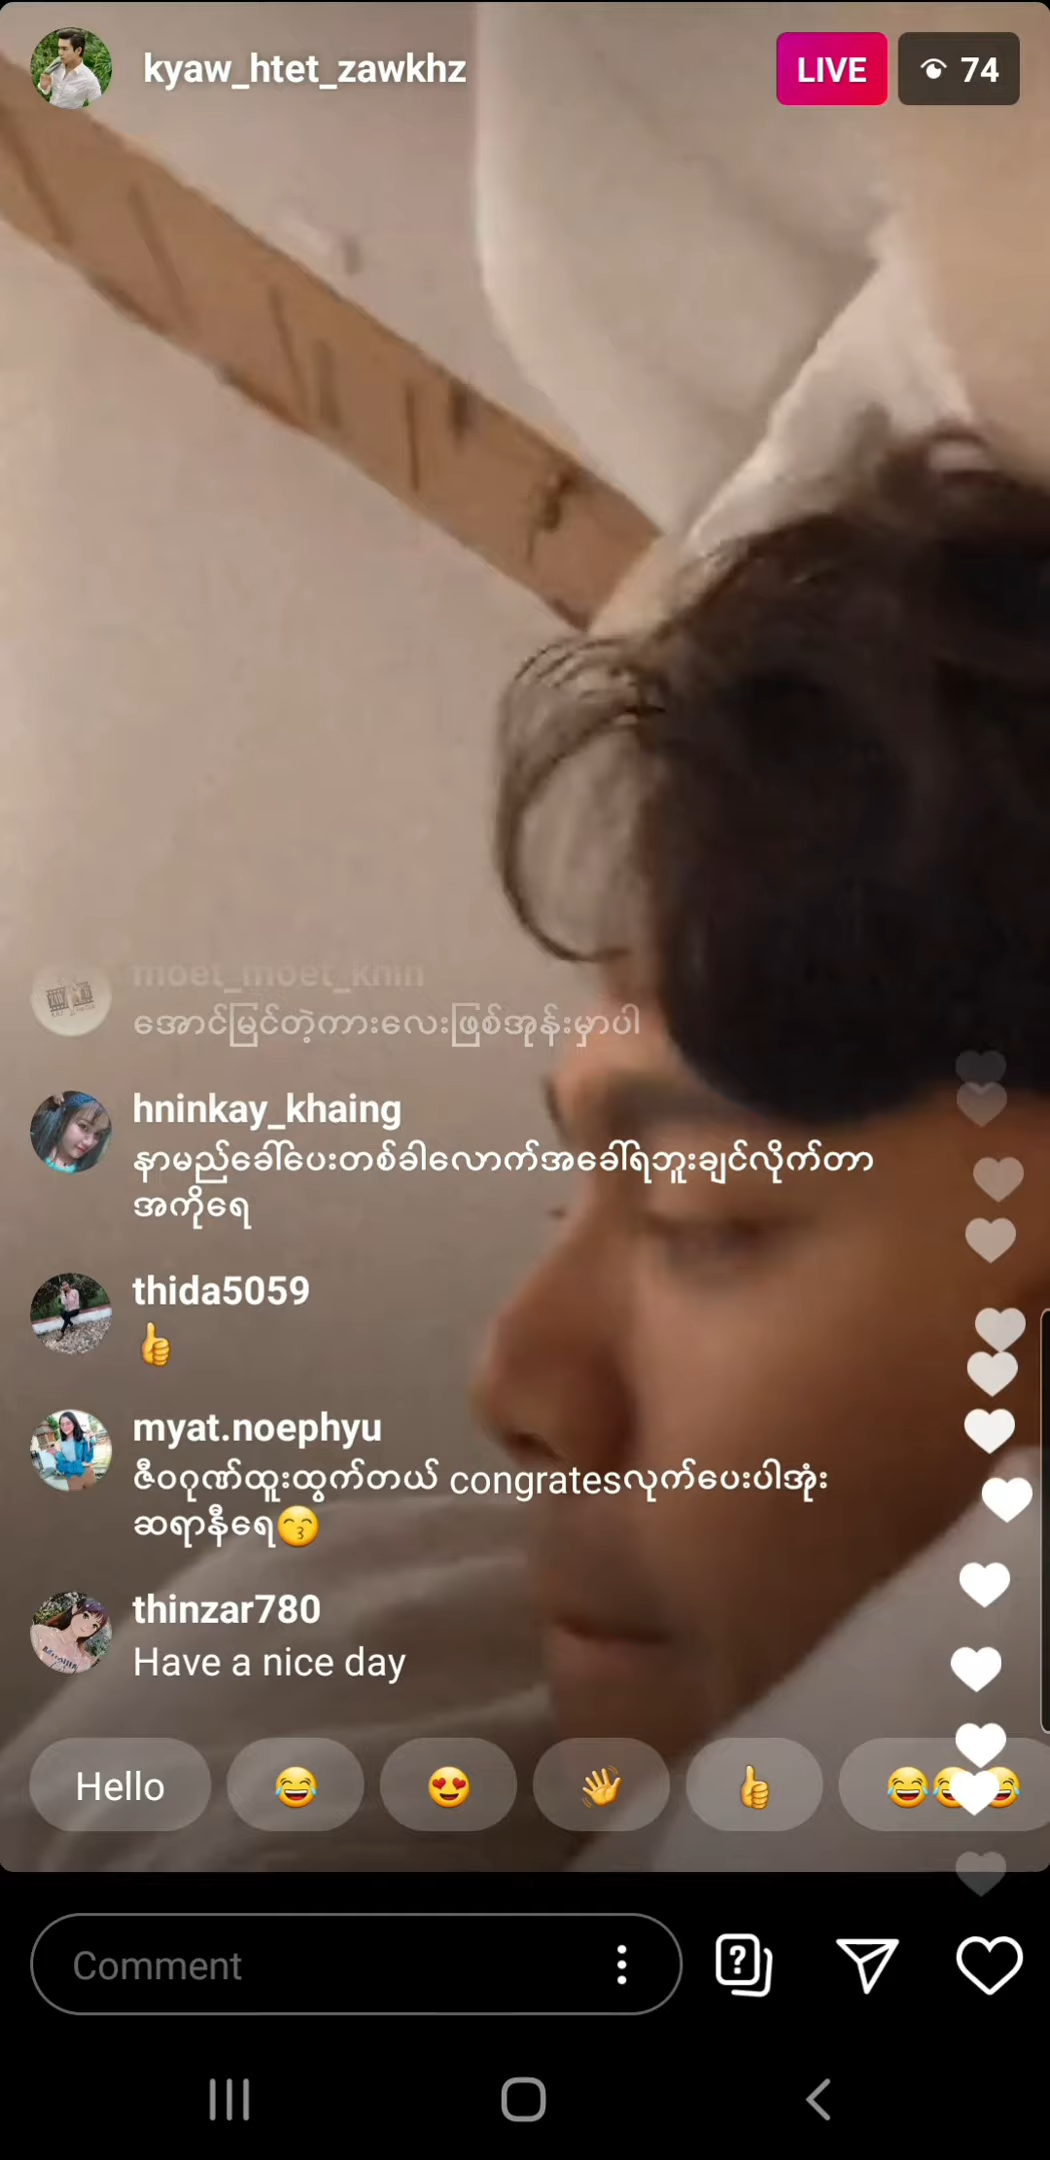 kyaw_htet_zawkhz
LIVE
74
moet_moet_khin
အောင်မြင်တဲ့ကားလေးဖြစ်အုန်းမှာပါ
hninkay_khaing
နာမည်ခေါ်ပေးတစ်ခါလောက်အခေါ်ရံဘူးချင်လိုက်တာ
အကိုရေ
thida5059
👍
myat.noephyu
ဇီဝဂုဏ်ထူးထွက်တယ် congratesလုက်ပေးပါအုံး
ဆရာနီရေ😙
thinzar780
Have a nice day
Hello 😂 😍 👋 👍 😂😂😂
Comment